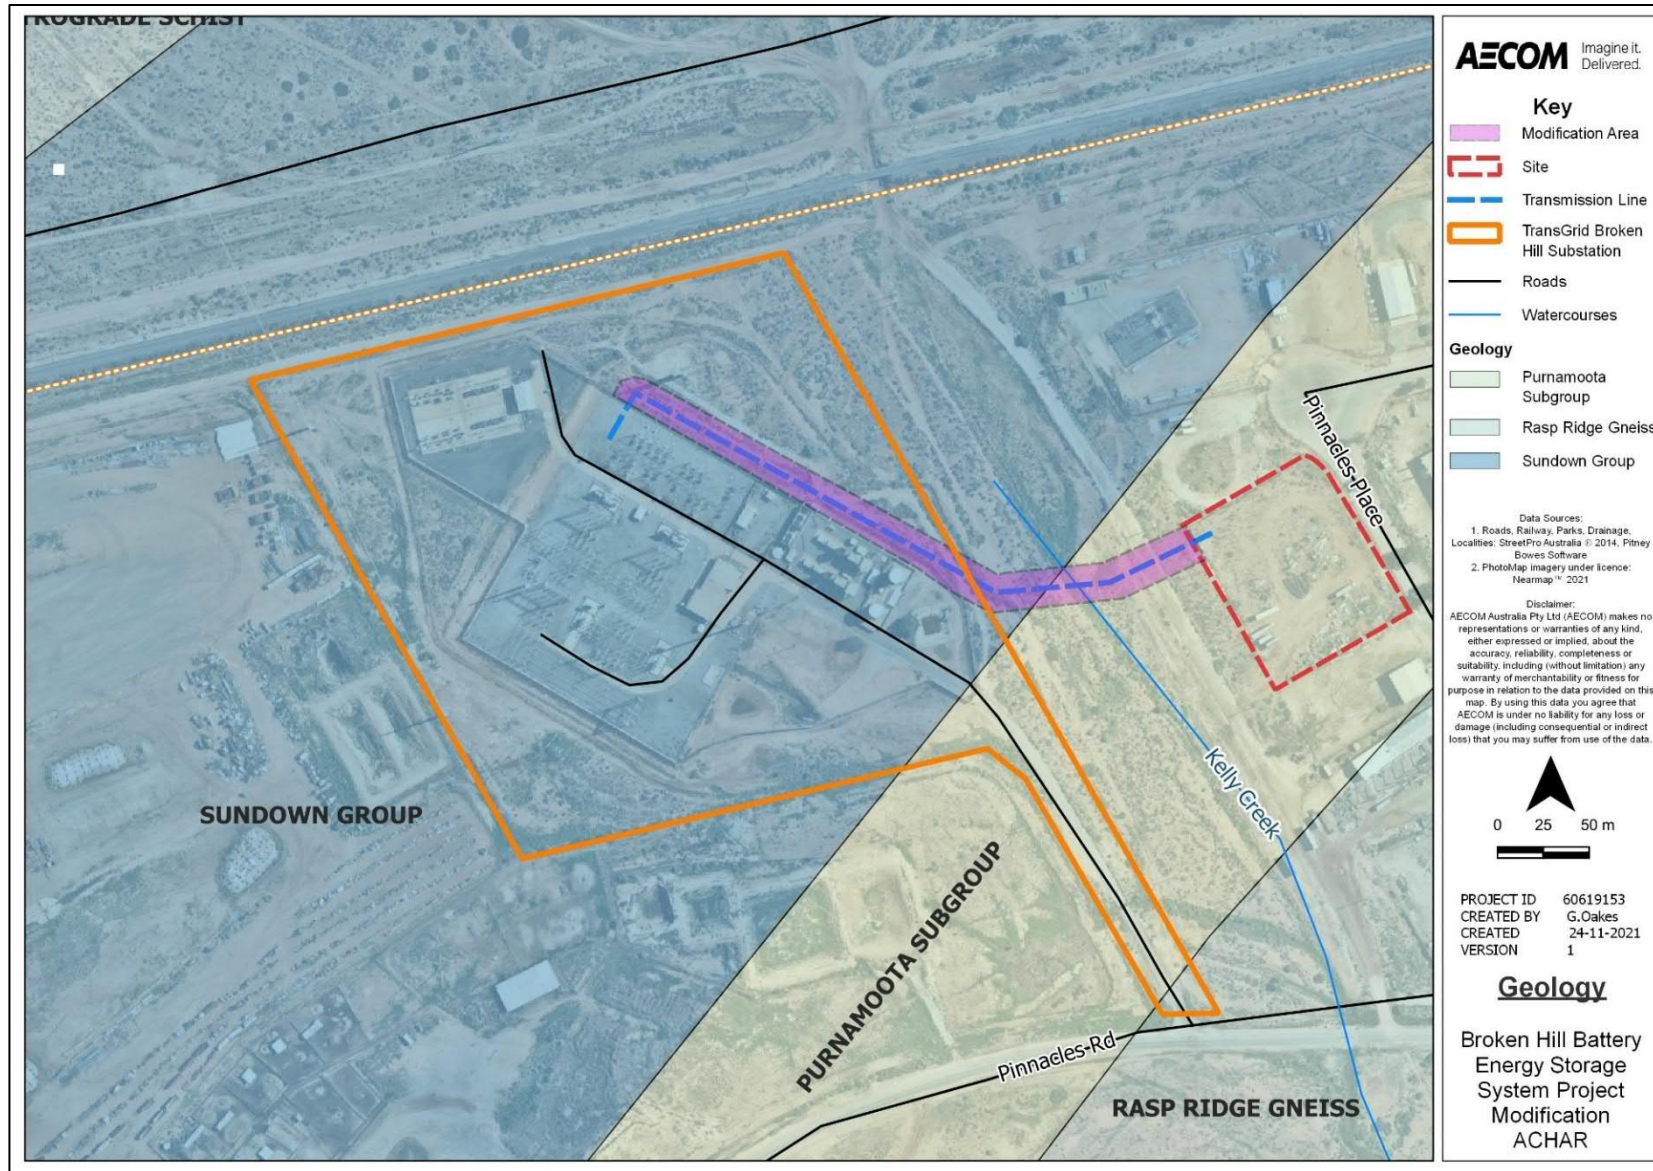 TROGRADE SCHIST
SUNDOWN GROUP
PURNAMOOTA SUBGROUP
RASP RIDGE GNEISS
Pinnacles Place
Kelly Creek
Pinnacles-Rd
AECOM
Imagine it.
Delivered.
Key
Modification Area
Site
Transmission Line
TransGrid Broken
Hill Substation
Roads
Watercourses
Geology
Purnamoota
Subgroup
Rasp Ridge Gneiss
Sundown Group
Data Sources:
1. Roads, Railway, Parks, Drainage,
Localities: StreetPro Australia © 2014, Pitney
Bowes Software
2. PhotoMap imagery under licence:
Nearmap™ 2021
Disclaimer:
AECOM Australia Pty Ltd (AECOM) makes no
representations or warranties of any kind,
either expressed or implied, about the
accuracy, reliability, completeness or
suitability, including (without limitation) any
warranty of merchantability or fitness for
purpose in relation to the data provided on this
map. By using this data you agree that
AECOM is under no liability for any loss or
damage (including consequential or indirect
loss) that you may suffer from use of the data.
0 25 50 m
PROJECT ID 60619153
CREATED BY G.Oakes
CREATED 24-11-2021
VERSION 1
Geology
Broken Hill Battery
Energy Storage
System Project
Modification
ACHAR